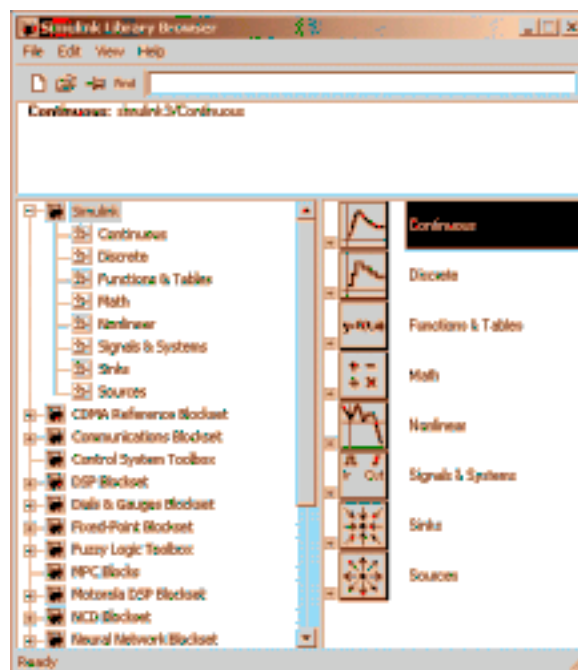 Simulink Library Browser
File Edit View Help
Find
Continuous: simulink3/Continuous
Simulink
Continuous
Discrete
Functions & Tables
Math
Nonlinear
Signals & Systems
Sinks
Sources
CDMA Reference Blockset
Communications Blockset
Control System Toolbox
DSP Blockset
Dials & Gauges Blockset
Fixed-Point Blockset
Fuzzy Logic Toolbox
MPC Blocks
Motorola DSP Blockset
NCD Blockset
Neural Network Blockset
Continuous
Discrete
Functions & Tables
Math
+ -
+ ×
Nonlinear
In Out
Signals & Systems
Sinks
Sources
Ready